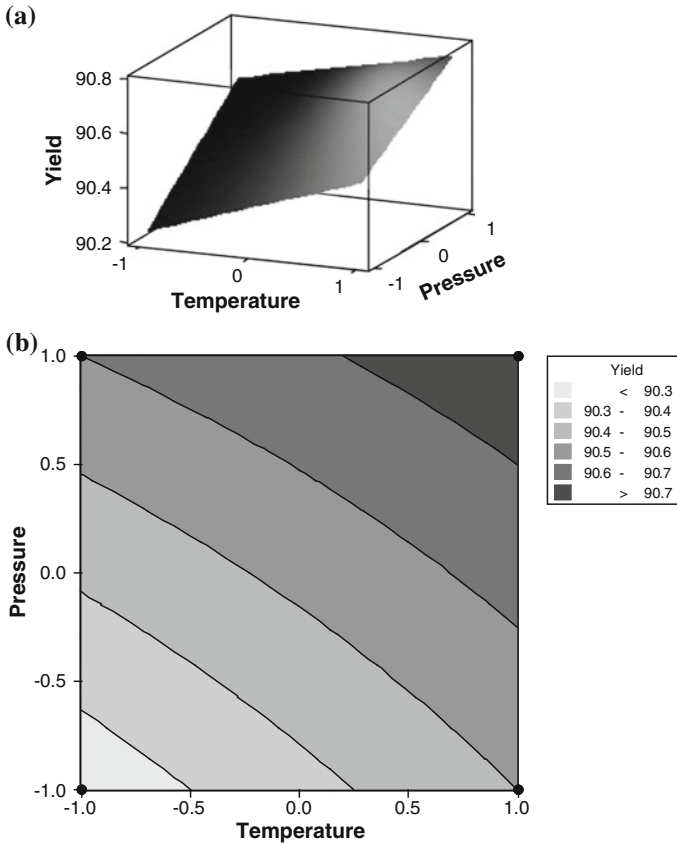 (a)
90.8
90.6
90.4
90.2
Yield
-1
0
1
Temperature
-1
0
1
Pressure
(b)
1.0
0.5
0.0
-0.5
-1.0
Pressure
-1.0
-0.5
0.0
0.5
1.0
Temperature
Yield
< 90.3
90.3 - 90.4
90.4 - 90.5
90.5 - 90.6
90.6 - 90.7
> 90.7